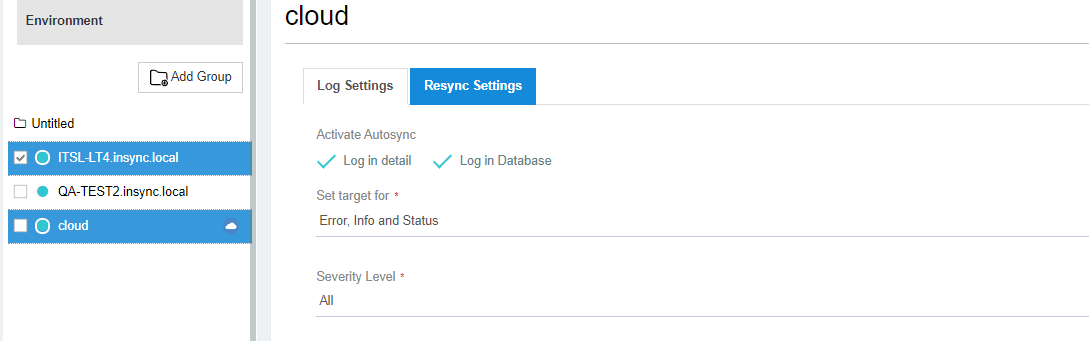 Environment
Add Group
Untitled
ITSL-LT4.insync.local
QA-TEST2.insync.local
cloud
cloud
Log Settings
Resync Settings
Activate Autosync
Log in detail
Log in Database
Set target for *
Error, Info and Status
Severity Level *
All